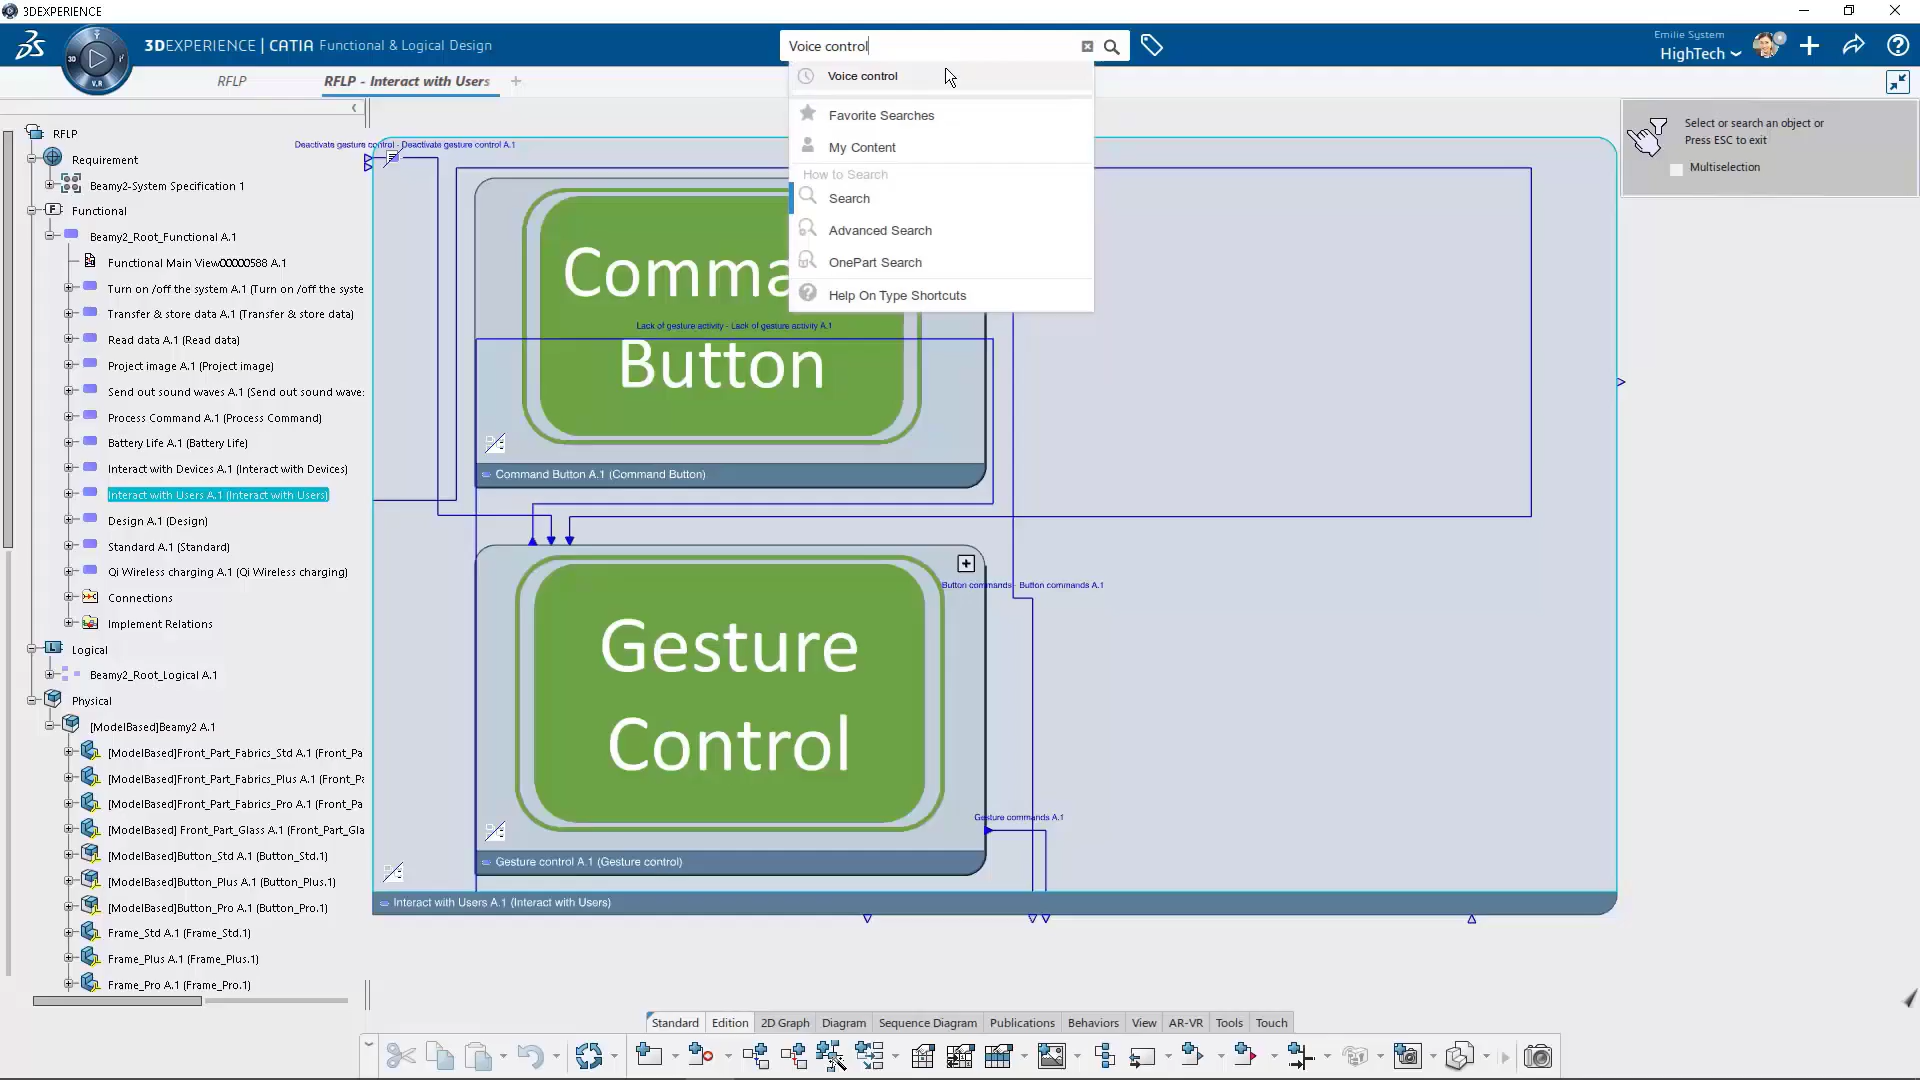 3DEXPERIENCE
3DEXPERIENCE | CATIA Functional & Logical Design
3D
V.R
Voice control
Emilie System
HighTech
RFLP
RFLP - Interact with Users
Voice control
Favorite Searches
My Content
How to Search
Search
Advanced Search
OnePart Search
Help On Type Shortcuts
Select or search an object or
Press ESC to exit
Multiselection
RFLP
Requirement
Beamy2-System Specification 1
Functional
Beamy2_Root_Functional A.1
Functional Main View00000588 A.1
Turn on /off the system A.1 (Turn on /off the syste
Transfer & store data A.1 (Transfer & store data)
Read data A.1 (Read data)
Project image A.1 (Project image)
Send out sound waves A.1 (Send out sound wave:
Process Command A.1 (Process Command)
Battery Life A.1 (Battery Life)
Interact with Devices A.1 (Interact with Devices)
Interact with Users A.1 (Interact with Users)
Design A.1 (Design)
Standard A.1 (Standard)
Qi Wireless charging A.1 (Qi Wireless charging)
Connections
Implement Relations
Logical
Beamy2_Root_Logical A.1
Physical
[ModelBased]Beamy2 A.1
[ModelBased]Front_Part_Fabrics_Std A.1 (Front_Pa
[ModelBased]Front_Part_Fabrics_Plus A.1 (Front_Pa
[ModelBased]Front_Part_Fabrics_Pro A.1 (Front_Pa
[ModelBased] Front_Part_Glass A.1 (Front_Part_Gla
[ModelBased]Button_Std A.1 (Button_Std.1)
[ModelBased]Button_Plus A.1 (Button_Plus.1)
[ModelBased]Button_Pro A.1 (Button_Pro.1)
Frame_Std A.1 (Frame_Std.1)
Frame_Plus A.1 (Frame_Plus.1)
Frame_Pro A.1 (Frame_Pro.1)
Deactivate gesture control - Deactivate gesture control A.1
Comma
Lack of gesture activity - Lack of gesture activity A.1
Button
Command Button A.1 (Command Button)
Button commands - Button commands A.1
Gesture
Control
Gesture commands A.1
Gesture control A.1 (Gesture control)
Interact with Users A.1 (Interact with Users)
Standard Edition 2D Graph Diagram Sequence Diagram Publications Behaviors View AR-VR Tools Touch